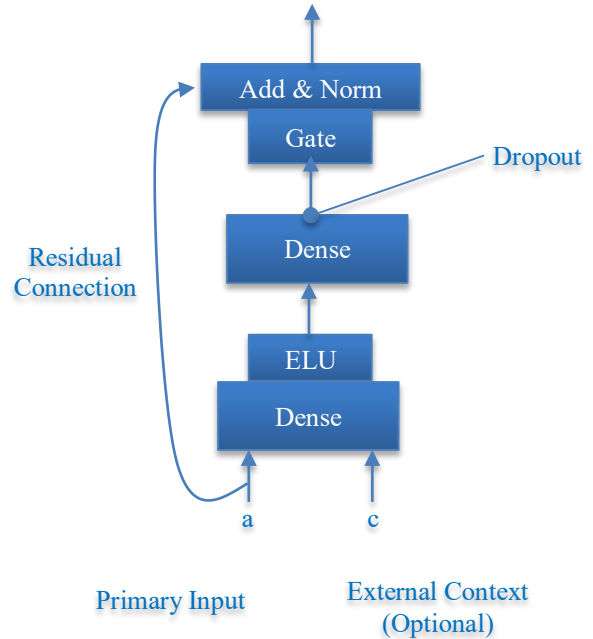 Add & Norm
Gate
Dropout
Dense
Residual
Connection
ELU
Dense
a
c
Primary Input
External Context
(Optional)